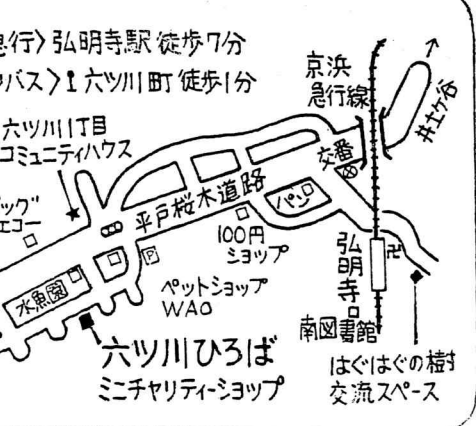 急行〉弘明寺駅 徒歩7分
バス〉六ツ川町 徒歩1分
京浜
急行線
井土ヶ谷
六ツ川1丁目
コミュニティハウス
交番
平戸桜木道路
パン
ッグ
エコー
100円
ショップ
P
弘明寺
卍
水魚園
ペットショップ
WAO
南図書館
六ツ川ひろば
ミニチャリティーショップ
はぐはぐの樹
交流スペース